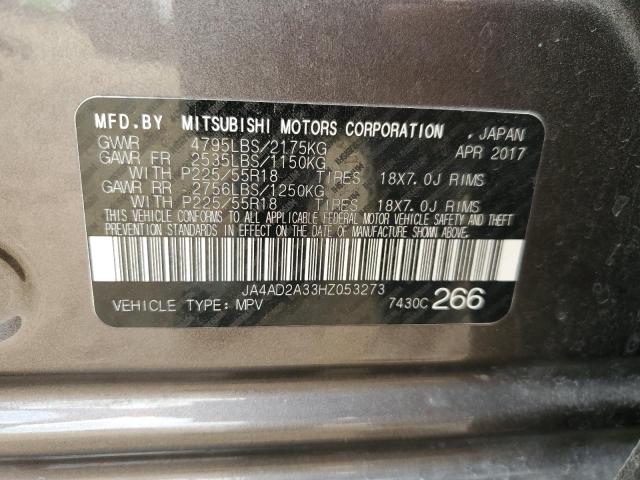 MFD.BY MITSUBISHI MOTORS CORPORATION , JAPAN
GVWR 4795LBS/2175KG APR 2017
GAWR FR 2535LBS/1150KG
WITH P225/55R18 TIRES 18X7.0J RIMS
GAWR RR 2756LBS/1250KG
WITH P225/55R18 TIRES 18X7.0J RIMS
THIS VEHICLE CONFORMS TO ALL APPLICABLE FEDERAL MOTOR VEHICLE SAFETY AND THEFT
PREVENTION STANDARDS IN EFFECT ON THE DATE OF MANUFACTURE SHOWN ABOVE.
JA4AD2A33HZ053273
VEHICLE TYPE: MPV 7430C 266